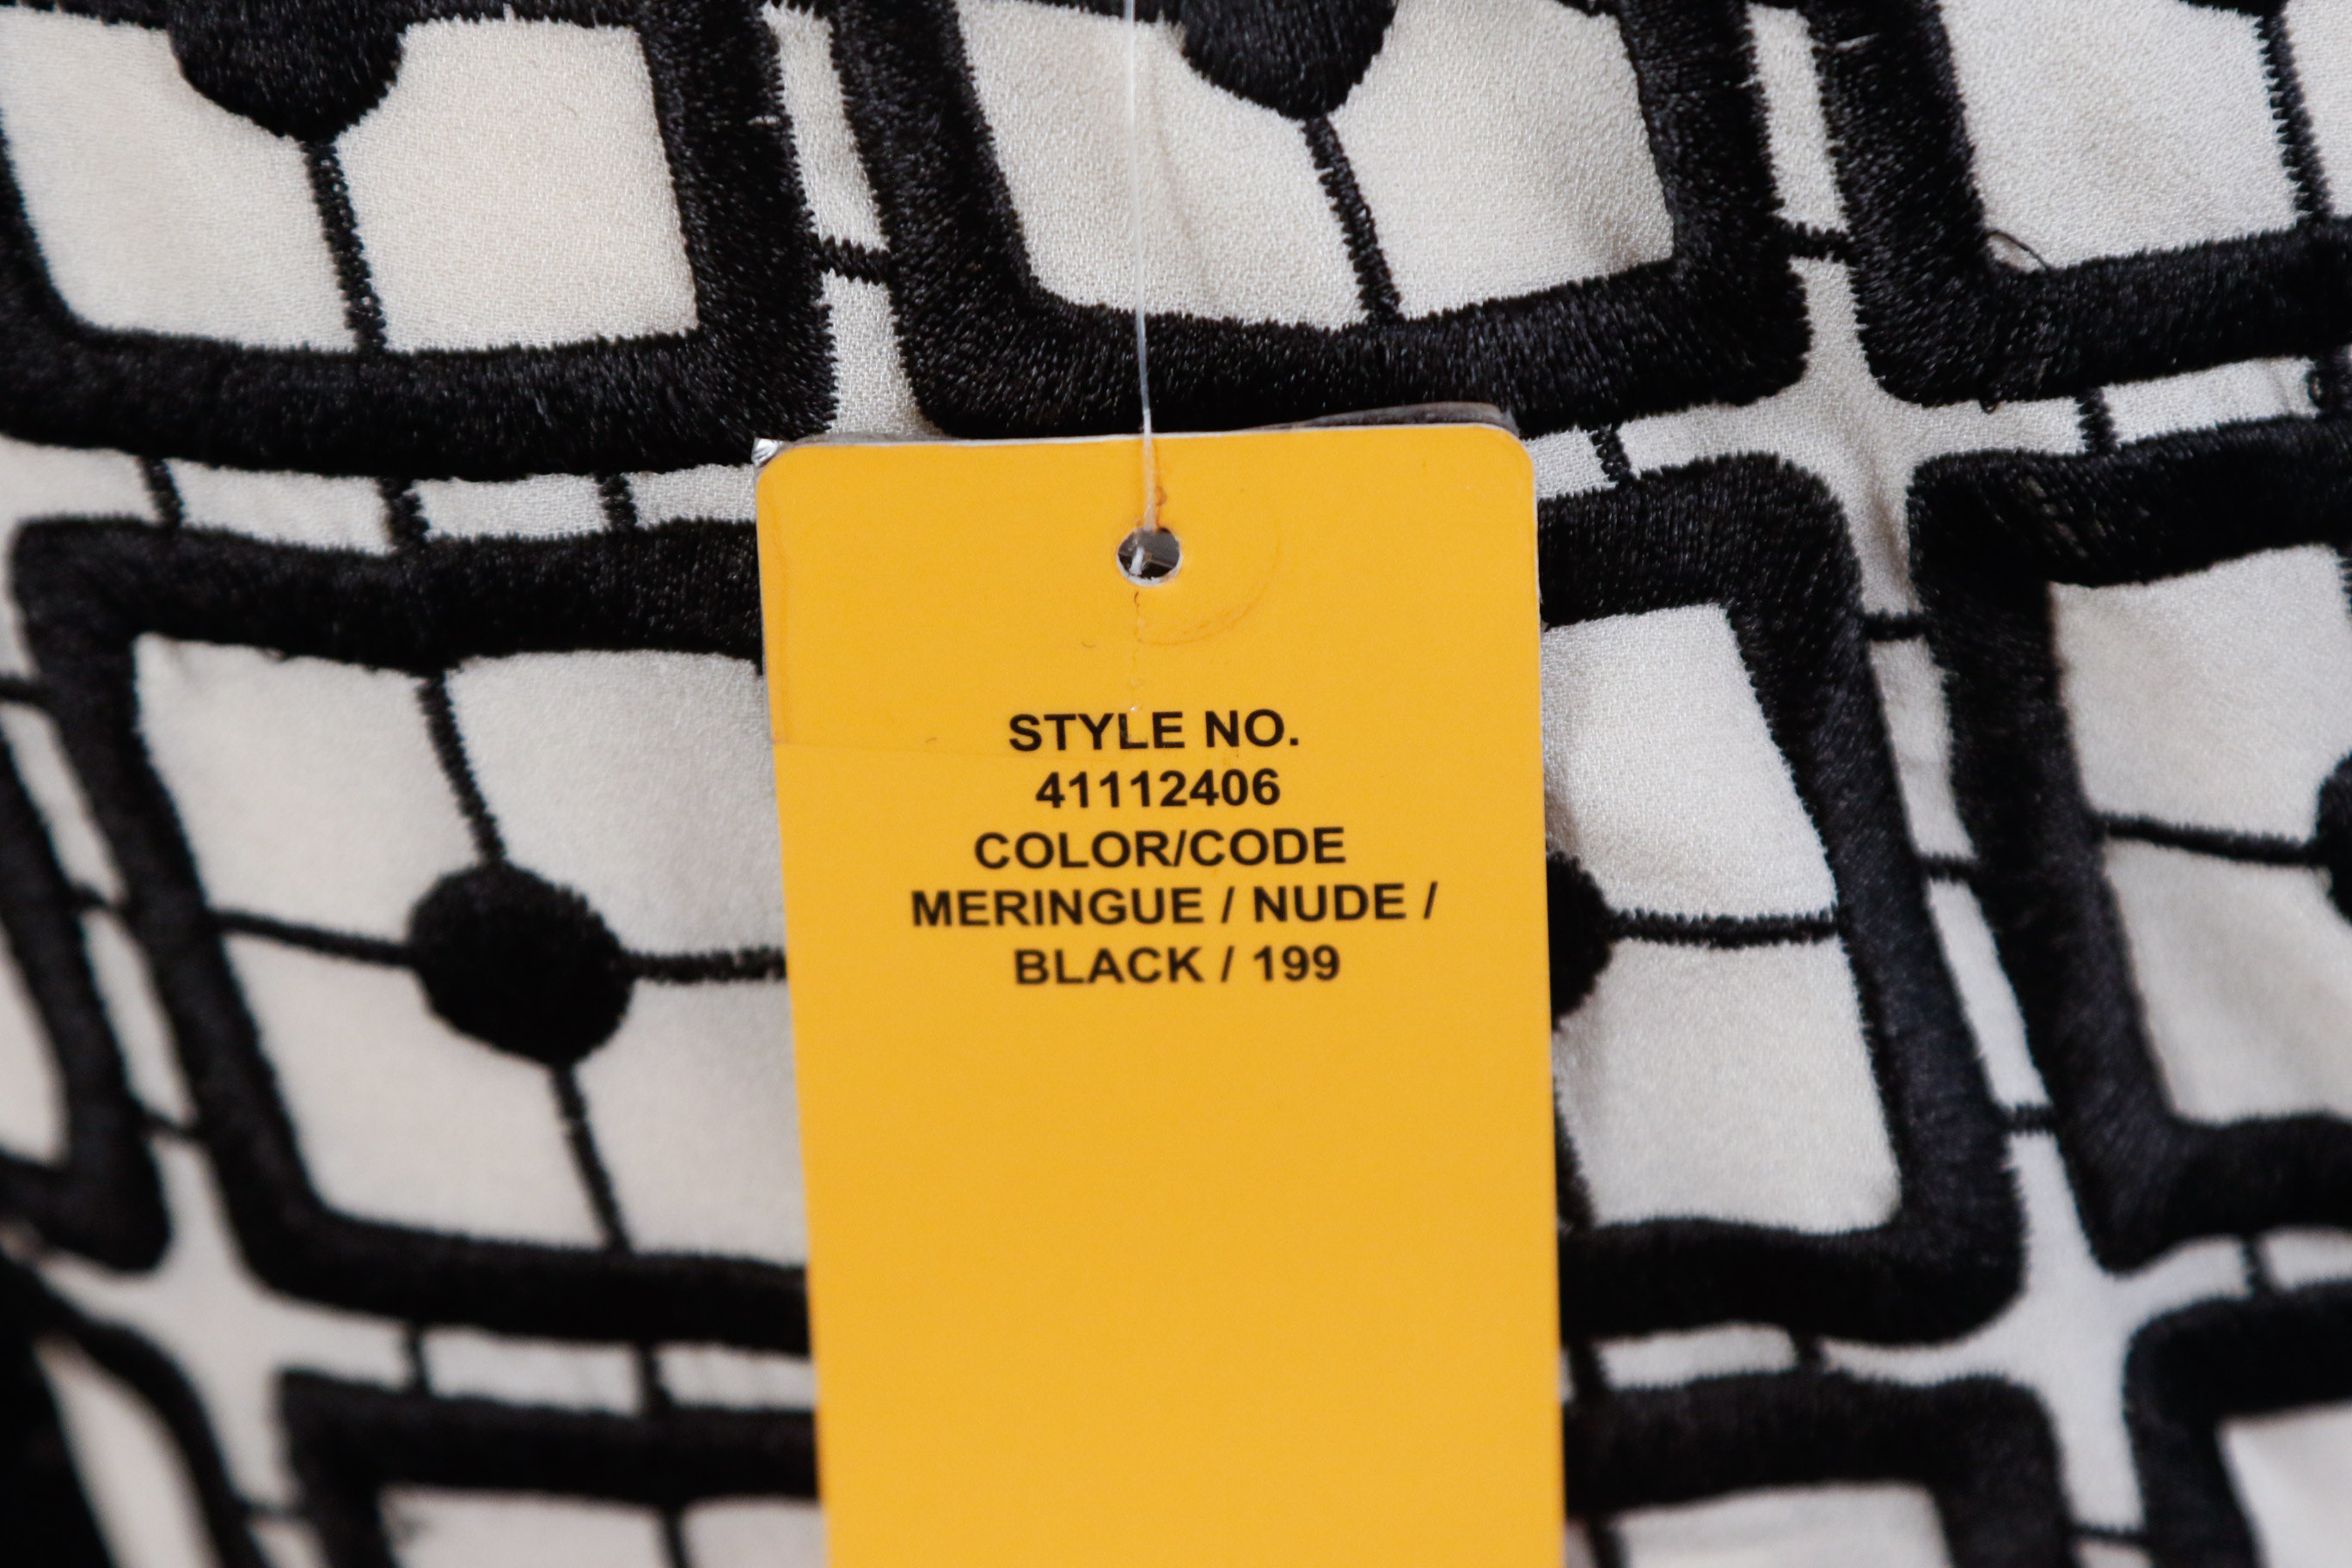 STYLE NO.
41112406
COLOR/CODE
MERINGUE / NUDE /
BLACK / 199